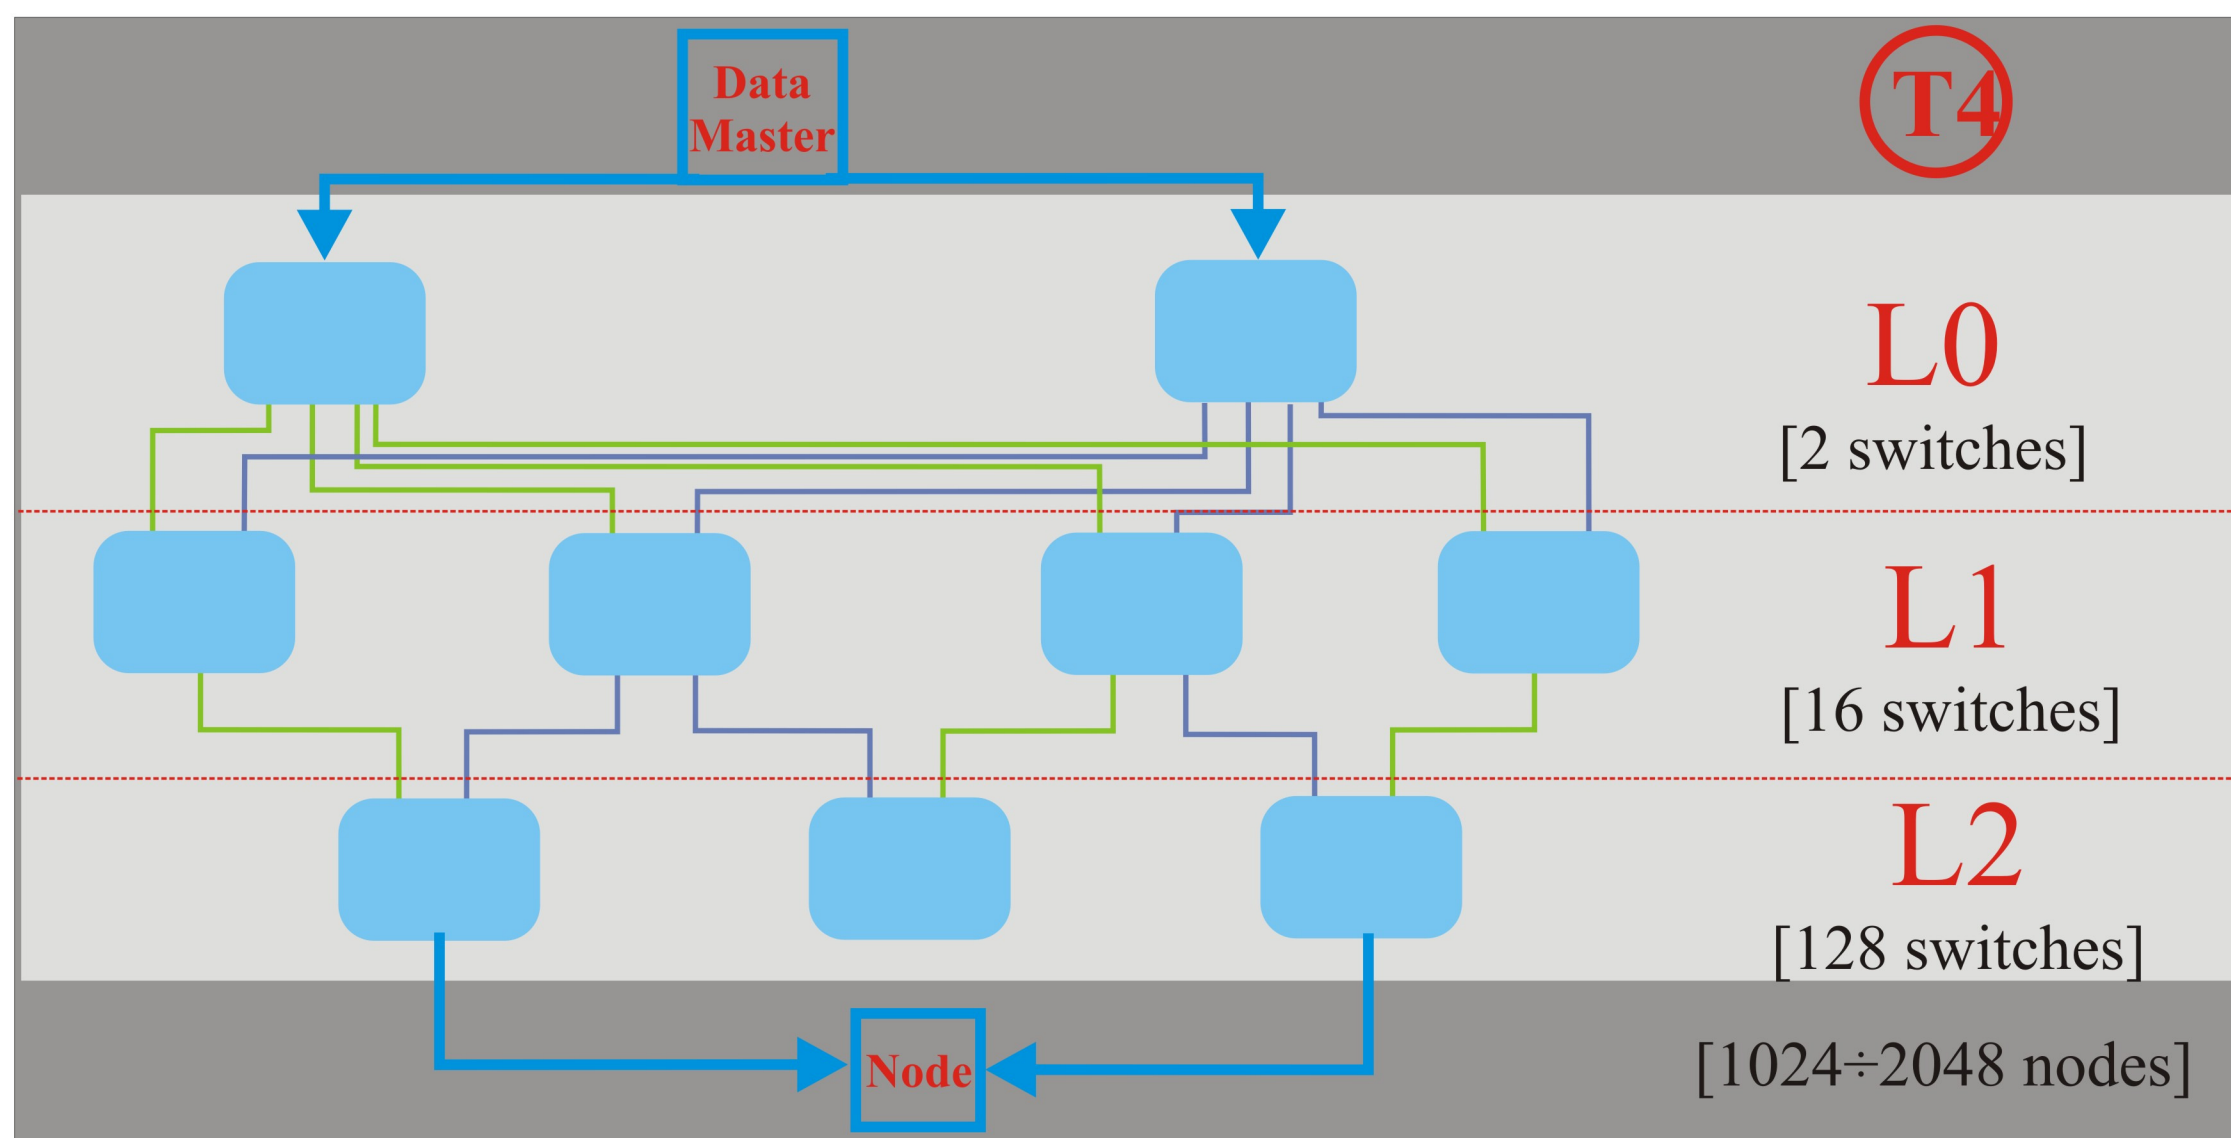 Data
Master
T4
L0
[2 switches]
L1
[16 switches]
L2
[128 switches]
Node
[1024÷2048 nodes]